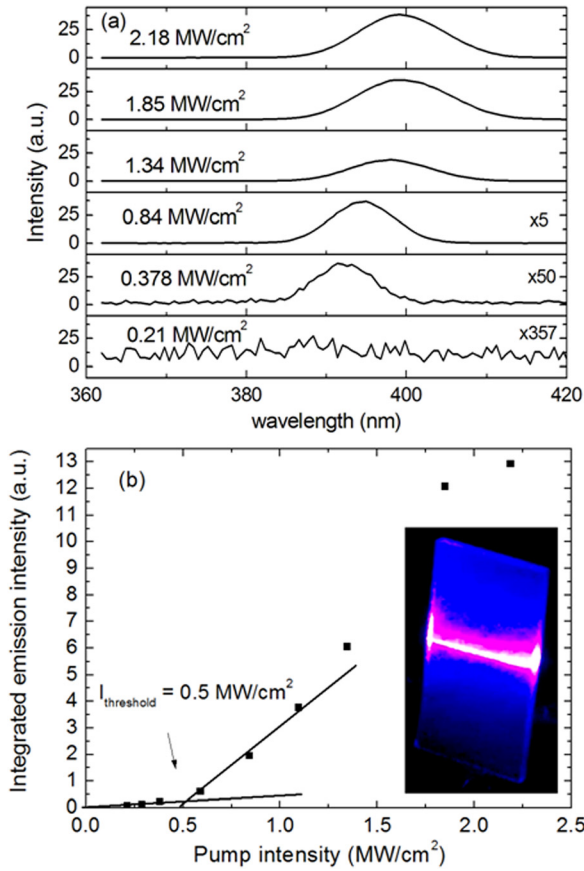 (a)
25
0
2.18 MW/cm²
25
0
1.85 MW/cm²
25
0
1.34 MW/cm²
25
0
0.84 MW/cm²
x5
25
0
0.378 MW/cm²
x50
25
0
0.21 MW/cm²
x357
Intensity (a.u.)
360 380 400 420
wavelength (nm)
(b)
13
12
11
10
9
8
7
6
5
4
3
2
1
0
Integrated emission intensity (a.u.)
I threshold = 0.5 MW/cm²
0.0 0.5 1.0 1.5 2.0 2.5
Pump intensity (MW/cm²)